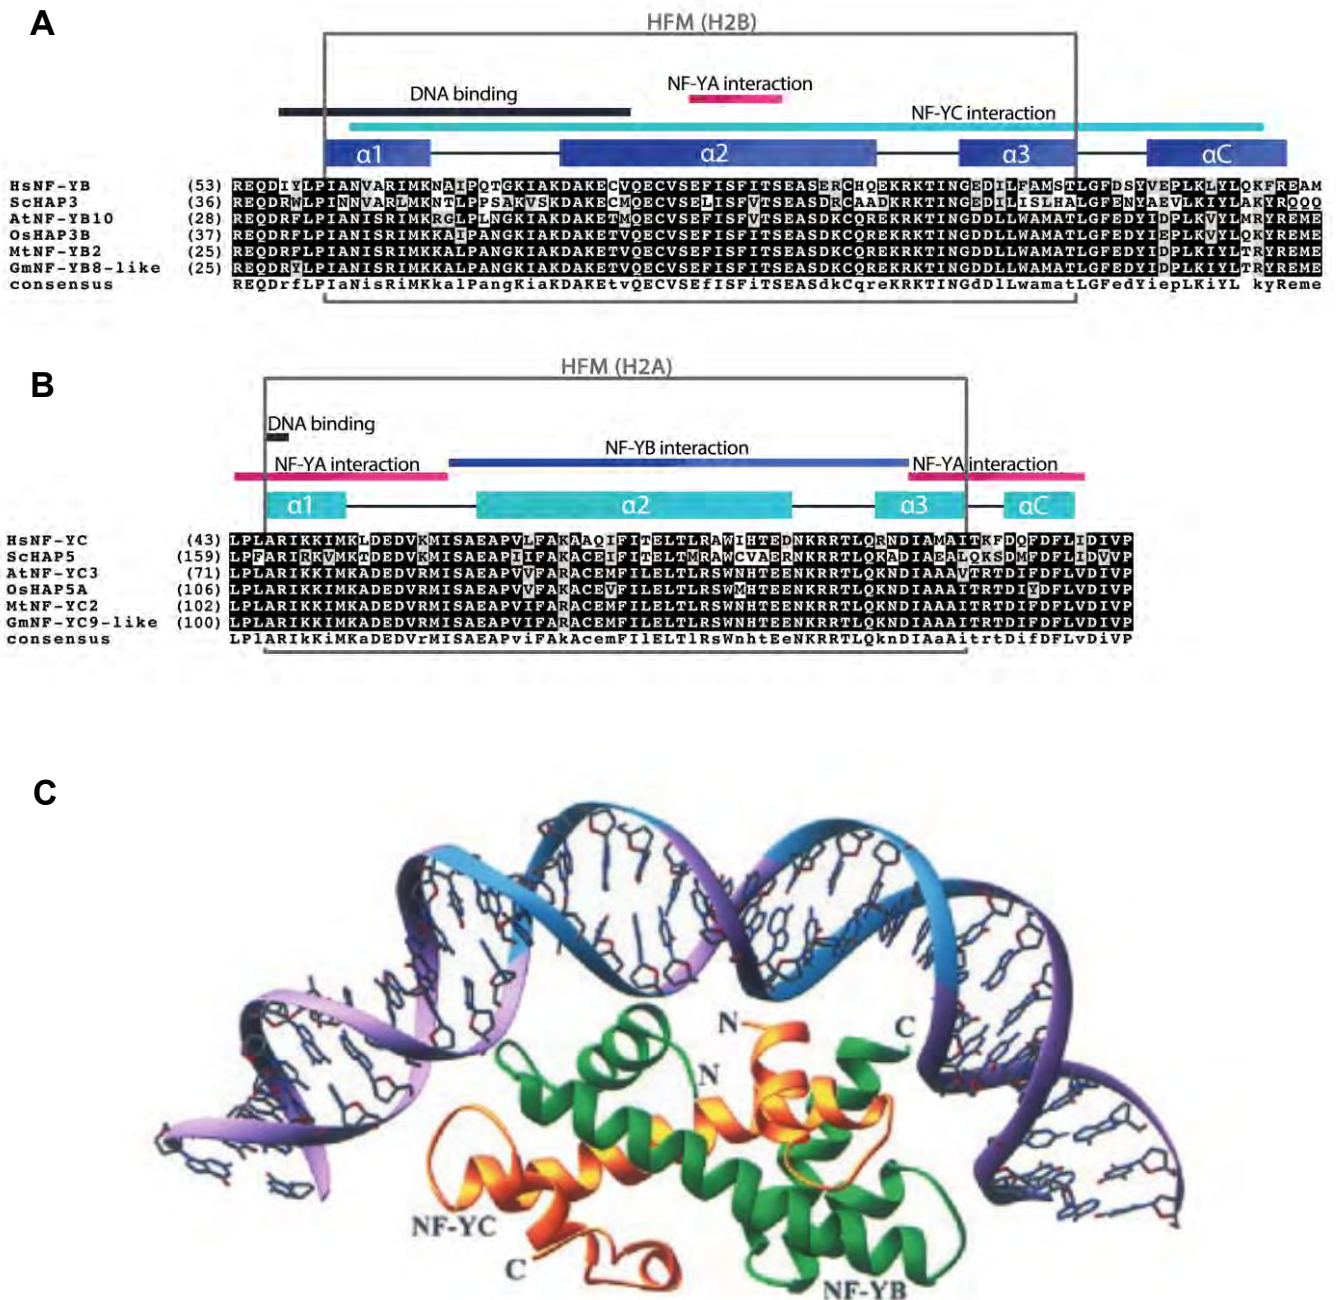 A
HFM (H2B)
NF-YA interaction
DNA binding
NF-YC interaction
α1 α2 α3 αC
HsNF-YB (53) REQDIYLPIANVARIMKNAIPQTGKIAKDAKECVQECVSEFISFITSEASERCHQEKRKTINGEDILFAMSTLGFDSYVEPLKLYLQKFREAM
ScHAP3 (36) REQDRWLPINNVARLMKNTLPPSAKVSKDAKECMQECVSELISFVTSEASDRCAADKRKTINGEDILISLHALGFENYAEVLKIYLAKYRQQQ
AtNF-YB10 (28) REQDRFLPIANISRIMKRGLPLNGKIAKDAKETMQECVSEFISFVTSEASDKCQREKRKTINGDDLLWAMATLGFEDYIDPLKVYLMRYREME
OsHAP3B (37) REQDRFLPIANISRIMKKAIPANGKIAKDAKETVQECVSEFISFITSEASDKCQREKRKTINGDDLLWAMATLGFEDYIEPLKVYLQKYREME
MtNF-YB2 (25) REQDRFLPIANISRIMKKALPANGKIAKDAKETVQECVSEFISFITSEASDKCQREKRKTINGDDLLWAMATLGFEDYIDPLKIYLTRYREME
GmNF-YB8-like (25) REQDRYLPIANISRIMKKALPANGKIAKDAKETVQECVSEFISFITSEASDKCQREKRKTINGDDLLWAMATLGFEDYIDPLKIYLTRYREME
consensus REQDrfLPIaNisRiMKkalPangKiaKDAKEtvQECVSEfISFiTSEASdkCqreKRKTINGdDlLwamatLGFedYiepLKiYL kyReme
B
HFM (H2A)
DNA binding
NF-YB interaction
NF-YA interaction NF-YA interaction
α1 α2 α3 αC
HsNF-YC (43) LPLARIKKIMKLDEDVKMISAEAPVLFAKAAQIFITELTLRAWIHTEDNKRRTLQRNDIAMAITKFDQFDFLIDIVP
ScHAP5 (159) LPFARIRKVMKTDEDVKMISAEAPIIFAKACEIFITELTMRAWCVAERNKRRTLQKADIAEALQKSDMFDFLIDVVP
AtNF-YC3 (71) LPLARIKKIMKADEDVRMISAEAPVVFARACEMFILELTLRSWNHTEENKRRTLQKNDIAAAVTRTDIFDFLVDIVP
OsHAP5A (106) LPLARIKKIMKADEDVRMISAEAPVVFAKACEVFILELTLRSWMHTEENKRRTLQKNDIAAAITRTDIYDFLVDIVP
MtNF-YC2 (102) LPLARIKKIMKADEDVRMISAEAPVIFARACEMFILELTLRSWNHTEENKRRTLQKNDIAAAITRTDIFDFLVDIVP
GmNF-YC9-like (100) LPLARIKKIMKADEDVRMISAEAPVIFARACEMFILELTLRSWNHTEENKRRTLQKNDIAAAITRTDIFDFLVDIVP
consensus LPlARIkKiMKaDEDVrMISAEAPviFAkAcemFIlELTlRsWnhtEeNKRRTLQknDIAaAitrtDifDFLvDiVP
C
N
C
N
NF-YC
C
NF-YB